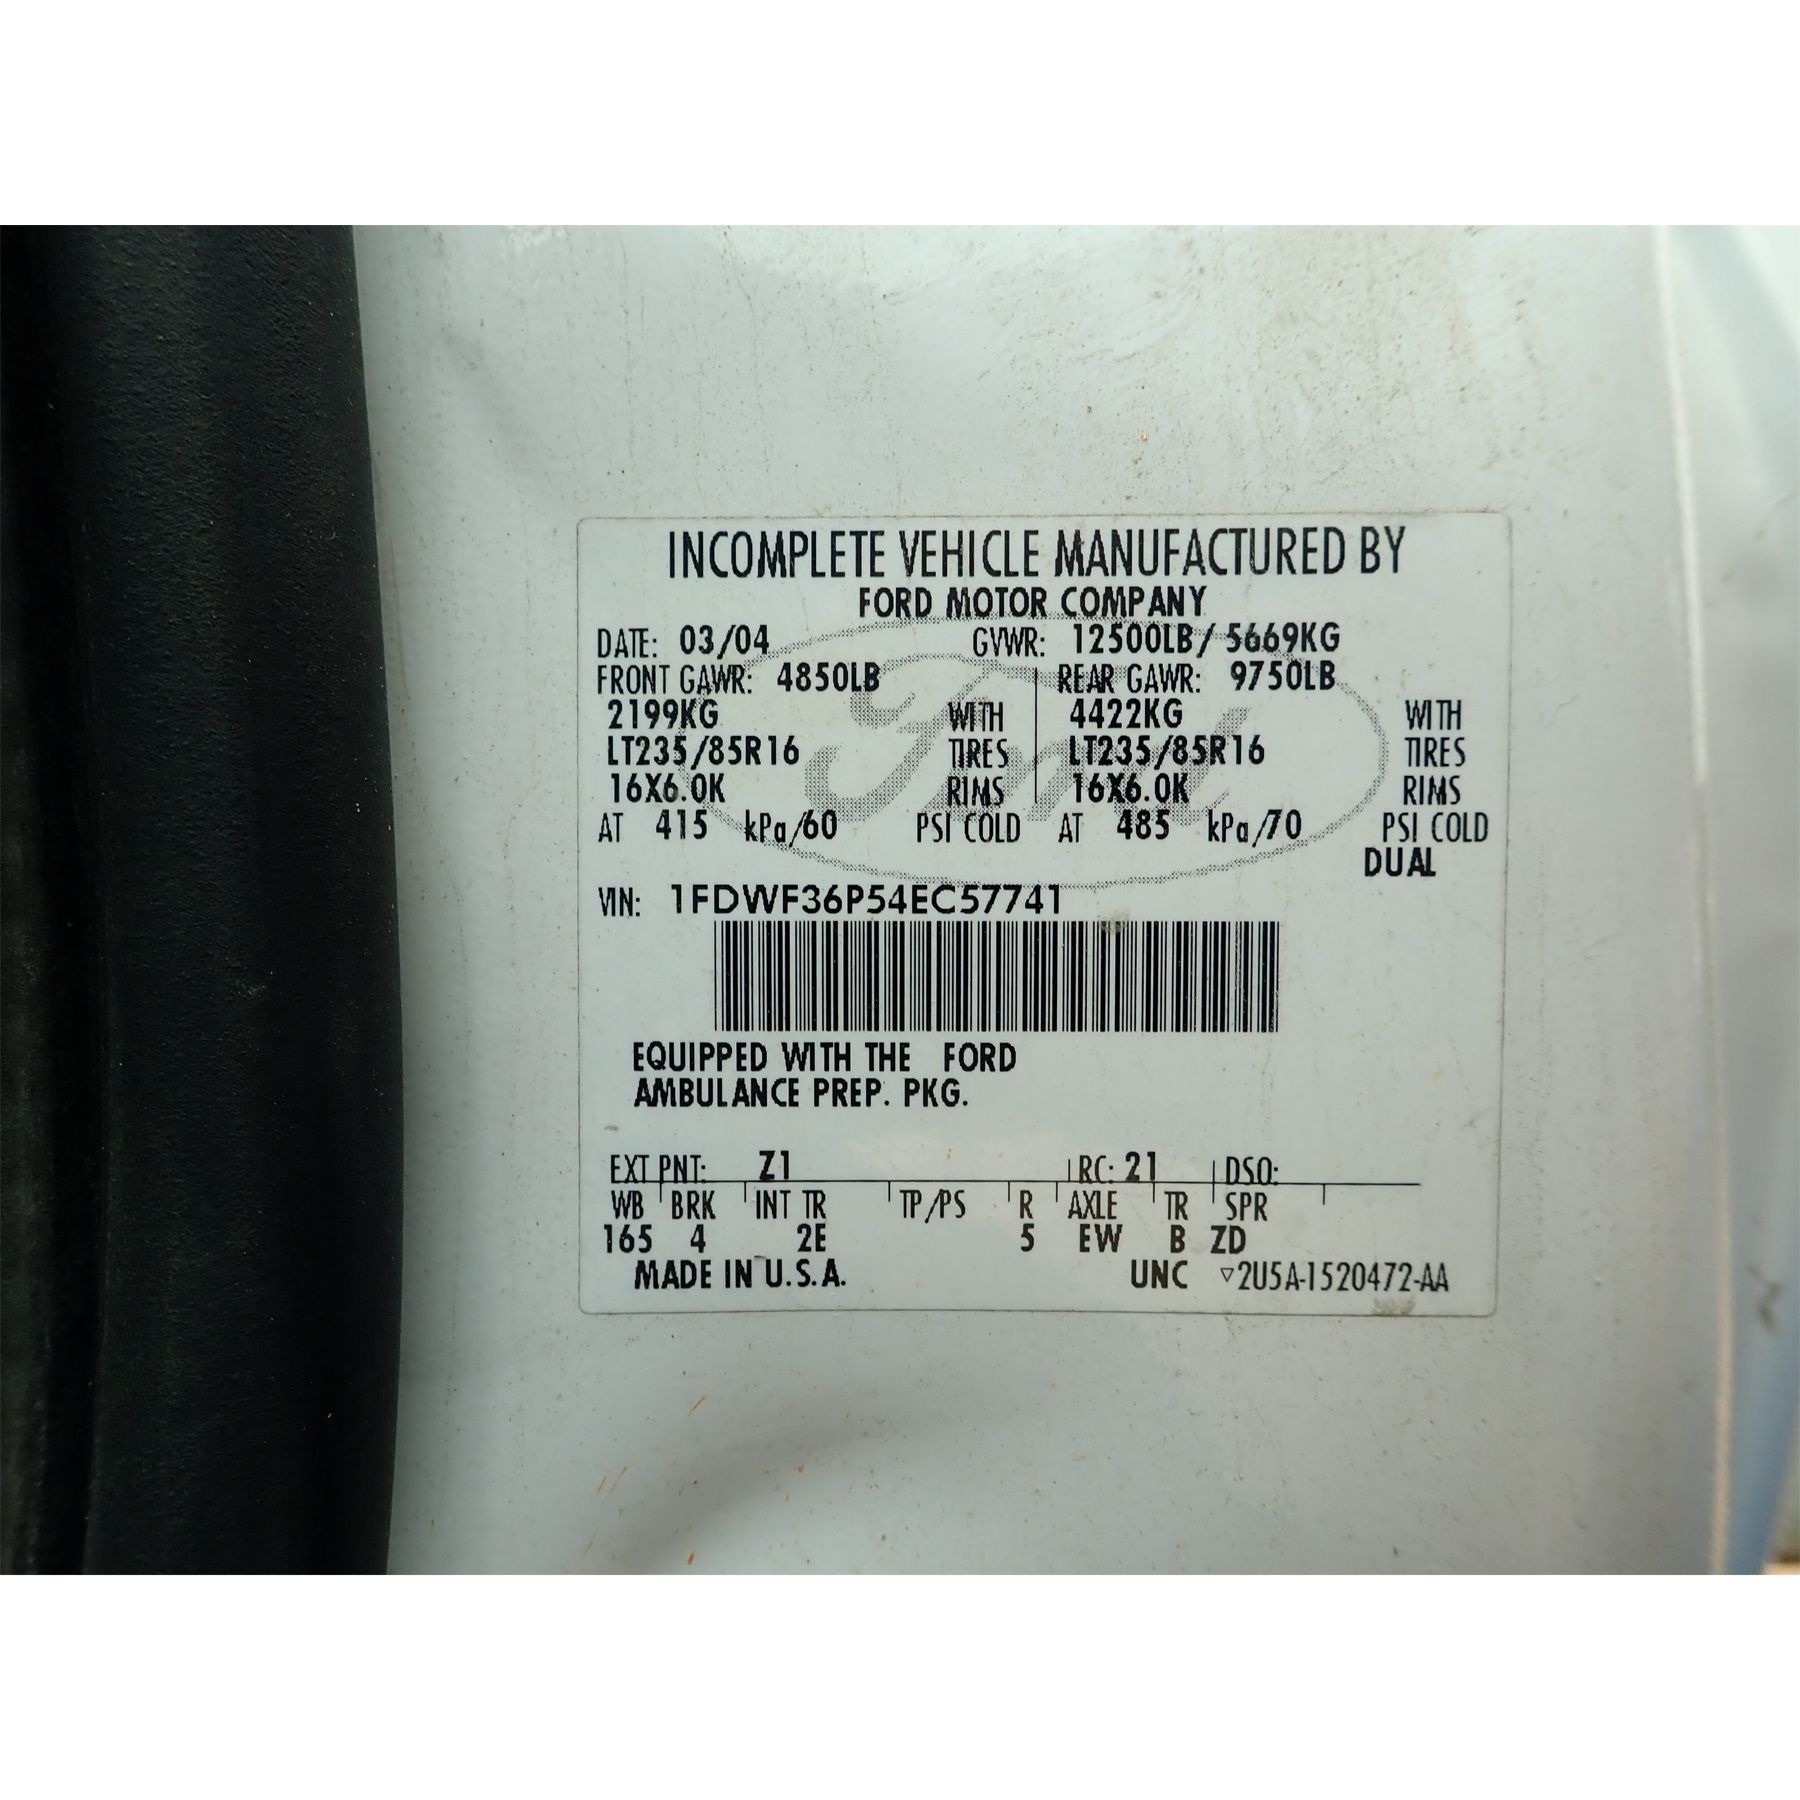 INCOMPLETE VEHICLE MANUFACTURED BY
FORD MOTOR COMPANY
DATE: 03/04 GVWR: 12500LB/ 5669KG
FRONT GAWR: 4850LB REAR GAWR: 9750LB
2199KG WITH 4422KG WITH
LT235/85R16 TIRES LT235/85R16 TIRES
16X6.0K RIMS 16X6.0K RIMS
AT 415 kPa/60 PSI COLD AT 485 kPa/70 PSI COLD
DUAL
Ford
VIN: 1FDWF36P54EC57741
EQUIPPED WITH THE FORD
AMBULANCE PREP. PKG.
EXT PNT: Z1 RC: 21 DSO:
WB BRK INT TR TP/PS R AXLE TR SPR
165 4 2E 5 EW B ZD
MADE IN U.S.A. UNC ▽2U5A-1520472-AA